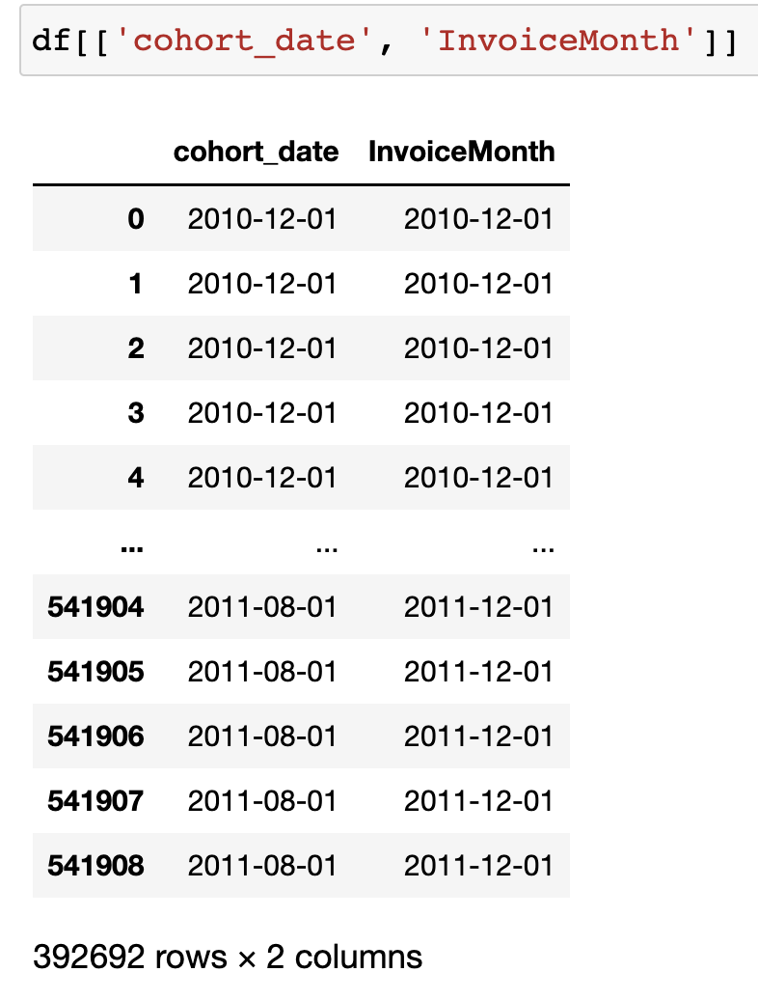 df[['cohort_date', 'InvoiceMonth']]
cohort_date InvoiceMonth
0 2010-12-01 2010-12-01
1 2010-12-01 2010-12-01
2 2010-12-01 2010-12-01
3 2010-12-01 2010-12-01
4 2010-12-01 2010-12-01
... ... ...
541904 2011-08-01 2011-12-01
541905 2011-08-01 2011-12-01
541906 2011-08-01 2011-12-01
541907 2011-08-01 2011-12-01
541908 2011-08-01 2011-12-01
392692 rows × 2 columns